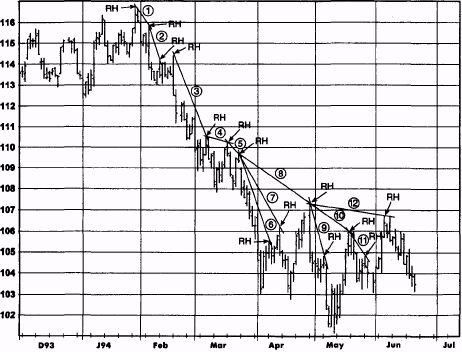 RH ①
116 RH
115 ② RH
RH
114
113
112 ③
111 RH
④ RH
110 ⑤ RH
109
108 ⑧ RH
⑦ RH
107 RH ⑫ RH
106 ⑩ RH
105 RH ⑥ ⑨ RH ⑪ RH
104
103
102
D93 J94 Feb Mar Apr May Jun Jul